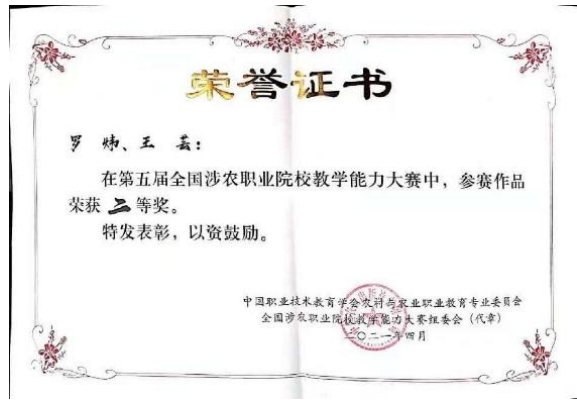 荣誉证书
罗炜、王芸：
在第五届全国涉农职业院校教学能力大赛中，参赛作品
荣获二等奖。
特发表彰，以资鼓励。
中国职业技术教育学会农村与农业职业教育专业委员会
全国涉农职业院校教学能力大赛组委会（代章）
二〇二一年四月